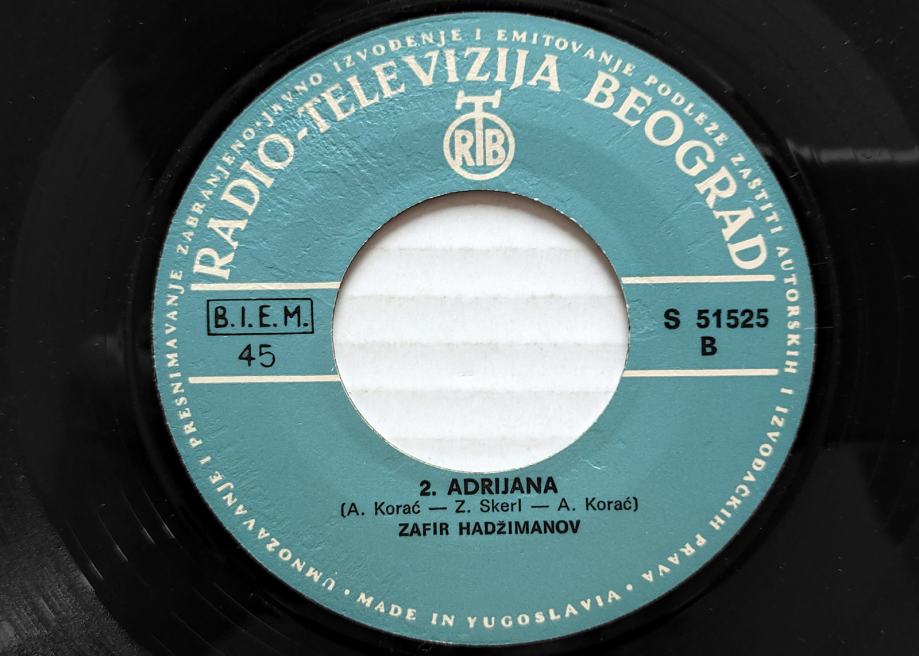 UMNOŽAVANJE I PRESNIMAVANJE ZABRANJENO • JAVNO IZVOĐENJE I EMITOVANJE PODLEŽE ZAŠTITI AUTORSKIH I IZVOĐAČKIH PRAVA • MADE IN YUGOSLAVIA •
RADIO-TELEVIZIJA BEOGRAD
RTB
B.I.E.M.
45
S 51525
B
2. ADRIJANA
(A. Korać — Z. Skerl — A. Korać)
ZAFIR HADŽIMANOV